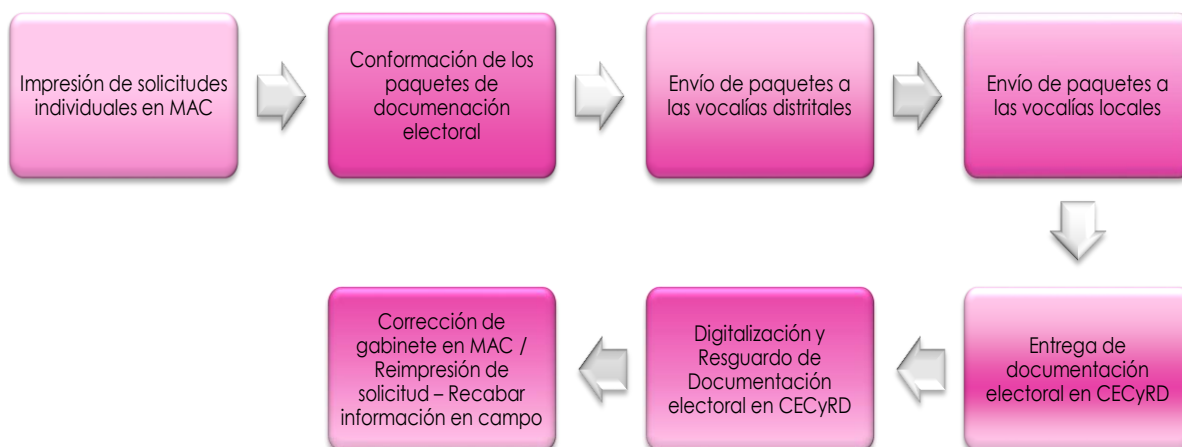 Impresión de solicitudes
individuales en MAC
Conformación de los
paquetes de
documenación
electoral
Envío de paquetes a
las vocalías distritales
Envío de paquetes a
las vocalías locales
Entrega de
documentación
electoral en CECyRD
Digitalización y
Resguardo de
Documentación
electoral en CECyRD
Corrección de
gabinete en MAC /
Reimpresión de
solicitud – Recabar
información en campo